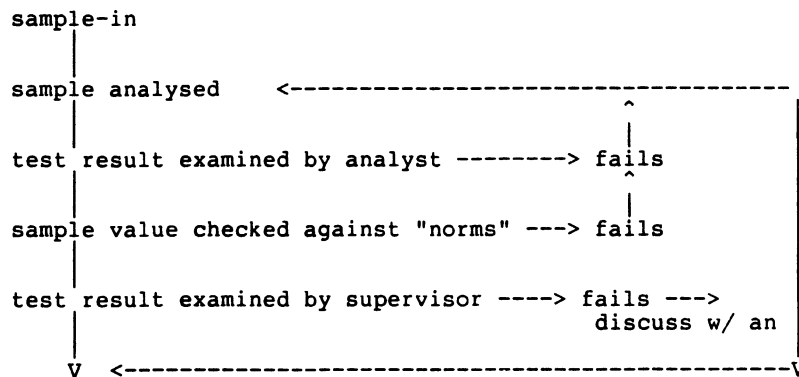 sample-in
sample analysed <-----------------------------------
test result examined by analyst --------> fails
sample value checked against "norms" ---> fails
test result examined by supervisor ----> fails --->
discuss w/ an
V <-----------------------------------------------V